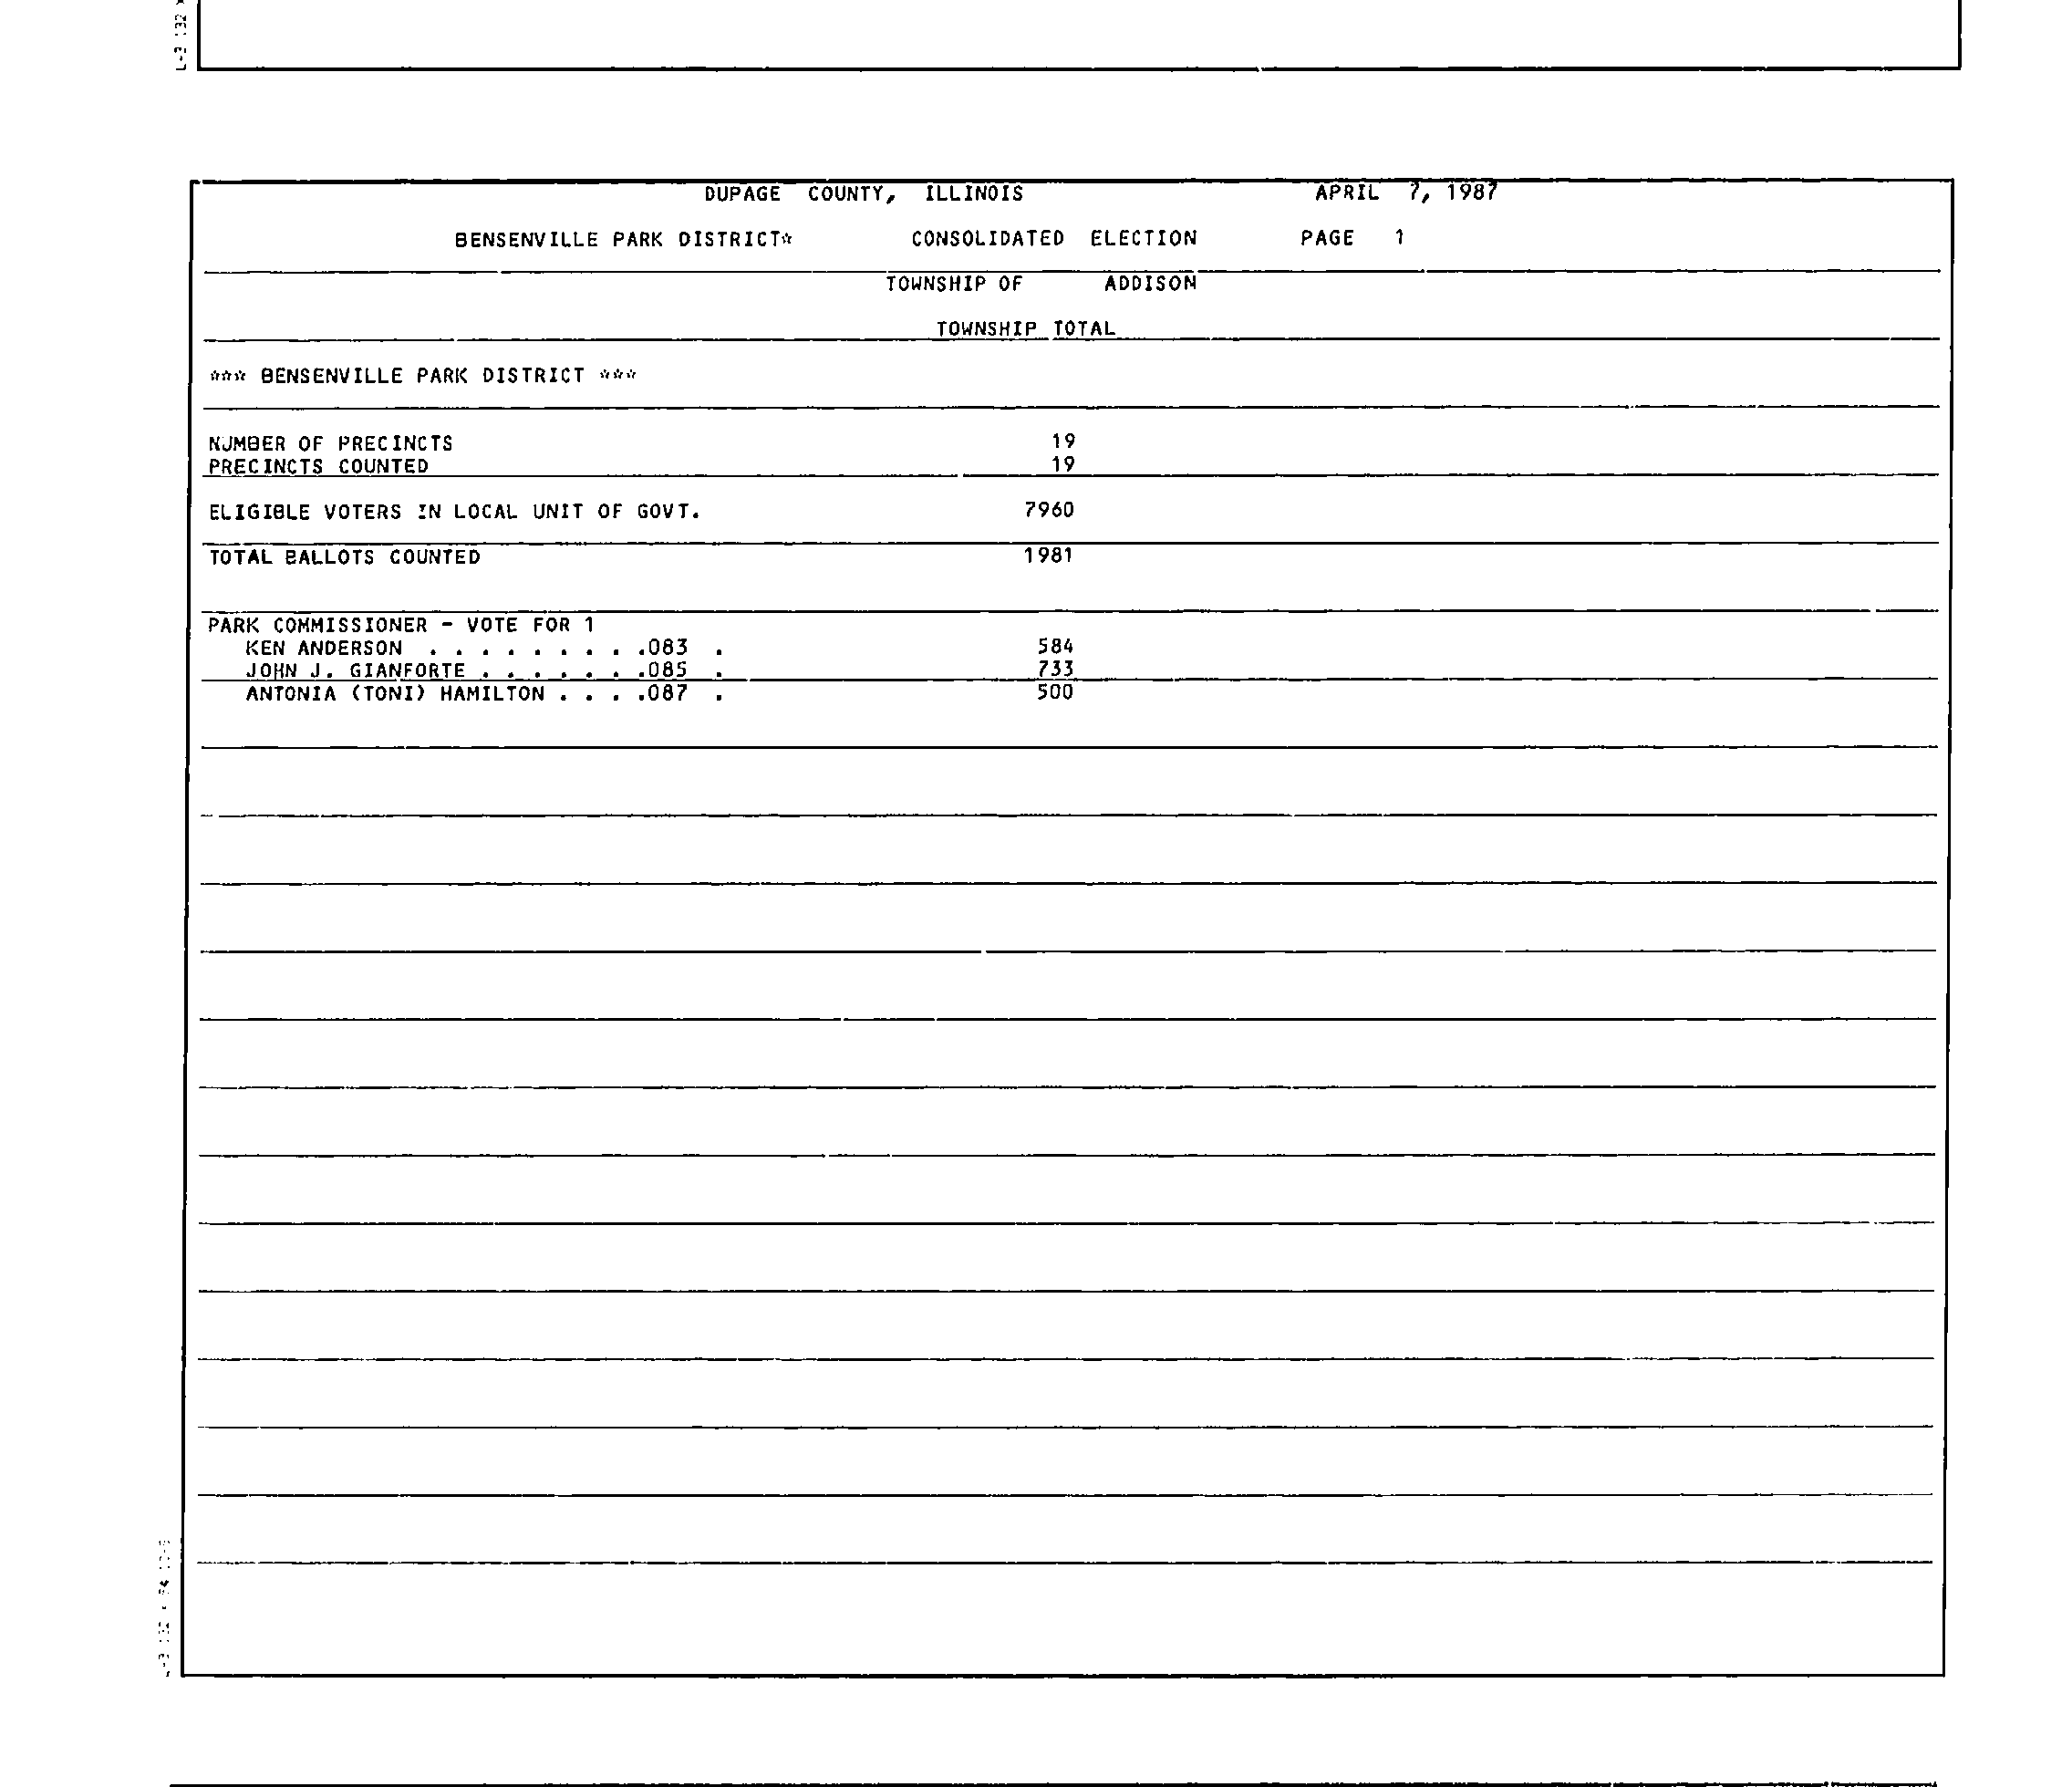 L-3 132
DUPAGE COUNTY, ILLINOIS APRIL 7, 1987
BENSENVILLE PARK DISTRICT* CONSOLIDATED ELECTION PAGE 1
TOWNSHIP OF ADDISON
TOWNSHIP TOTAL
*** BENSENVILLE PARK DISTRICT ***
NUMBER OF PRECINCTS 19
PRECINCTS COUNTED 19
ELIGIBLE VOTERS IN LOCAL UNIT OF GOVT. 7960
TOTAL BALLOTS COUNTED 1981
PARK COMMISSIONER - VOTE FOR 1
KEN ANDERSON . . . . . . . . .083 . 584
JOHN J. GIANFORTE . . . . . . .085 . 733
ANTONIA (TONI) HAMILTON . . . .087 . 500